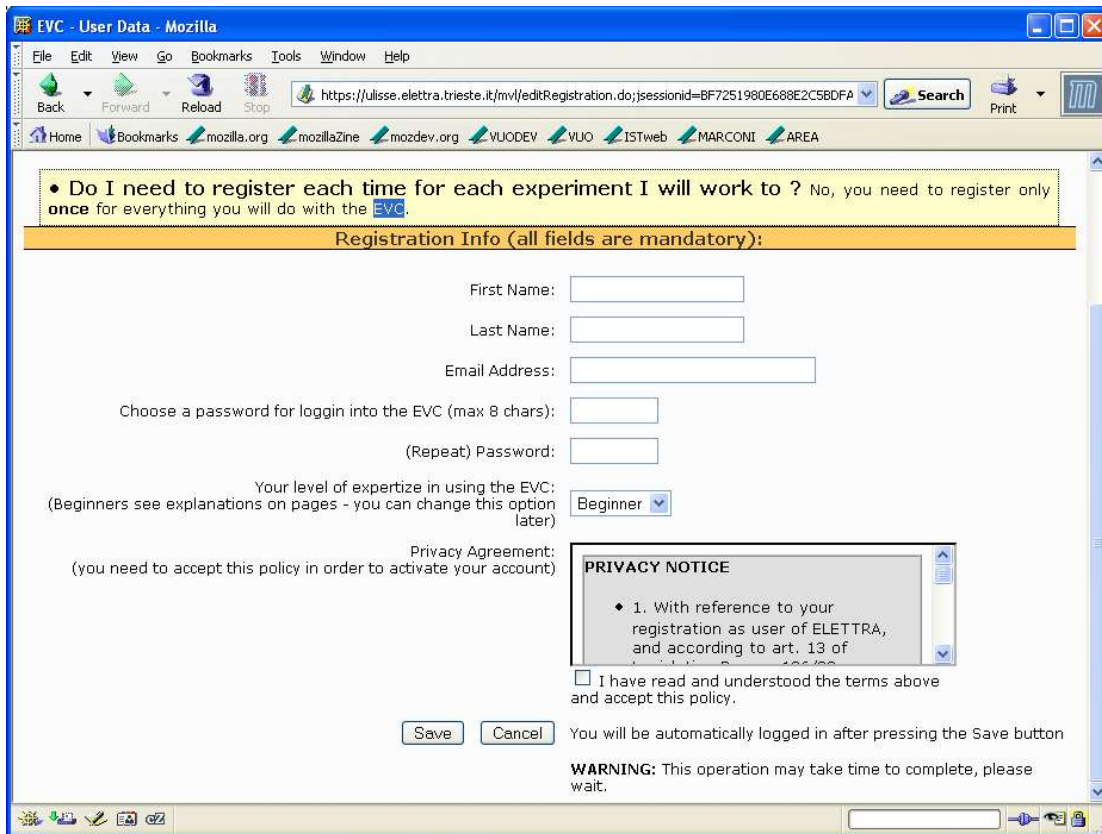 EVC - User Data - Mozilla
File Edit View Go Bookmarks Tools Window Help
Back Forward Reload Stop https://ulisse.elettra.trieste.it/mvl/editRegistration.do;jsessionid=BF7251980E688E2C5BDFA Search Print
Home Bookmarks mozilla.org mozillaZine mozdev.org VUODEV VUO ISTweb MARCONI AREA
• Do I need to register each time for each experiment I will work to ? No, you need to register only
once for everything you will do with the EVC.
Registration Info (all fields are mandatory):
First Name:
Last Name:
Email Address:
Choose a password for loggin into the EVC (max 8 chars):
(Repeat) Password:
Your level of expertize in using the EVC:
(Beginners see explanations on pages - you can change this option
later)
Beginner
Privacy Agreement:
(you need to accept this policy in order to activate your account)
PRIVACY NOTICE
• 1. With reference to your
registration as user of ELETTRA,
and according to art. 13 of
I have read and understood the terms above
and accept this policy.
Save Cancel You will be automatically logged in after pressing the Save button
WARNING: This operation may take time to complete, please
wait.